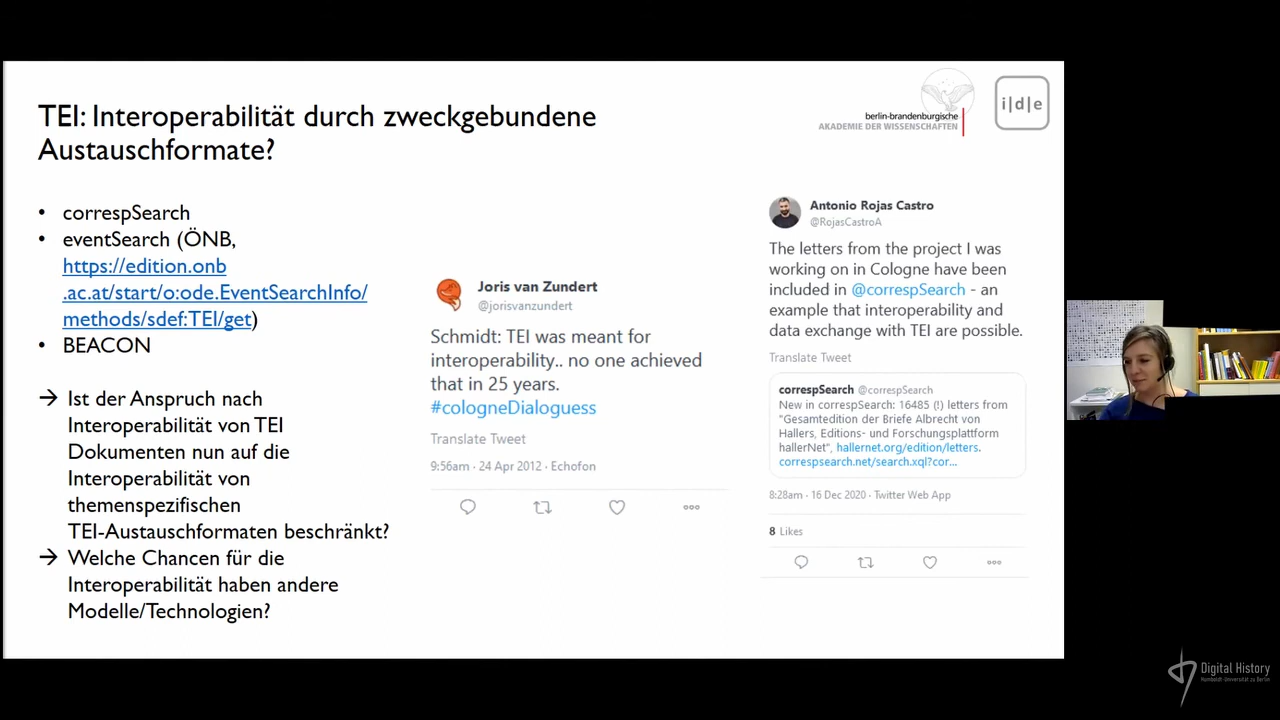 TEI: Interoperabilität durch zweckgebundene
Austauschformate?
berlin-brandenburgische
AKADEMIE DER WISSENSCHAFTEN
i|d|e
• correspSearch
• eventSearch (ÖNB,
https://edition.onb
.ac.at/start/o:ode.EventSearchInfo/
methods/sdef:TEI/get)
• BEACON
→ Ist der Anspruch nach
Interoperabilität von TEI
Dokumenten nun auf die
Interoperabilität von
themenspezifischen
TEI-Austauschformaten beschränkt?
→ Welche Chancen für die
Interoperabilität haben andere
Modelle/Technologien?
Joris van Zundert
@jorisvanzundert
Schmidt: TEI was meant for
interoperability.. no one achieved
that in 25 years.
#cologneDialoguess
Translate Tweet
9:56am · 24 Apr 2012 · Echofon
Antonio Rojas Castro
@RojasCastroA
The letters from the project I was
working on in Cologne have been
included in @correspSearch - an
example that interoperability and
data exchange with TEI are possible.
Translate Tweet
correspSearch @correspSearch
New in correspSearch: 16485 (!) letters from
"Gesamtedition der Briefe Albrecht von
Hallers, Editions- und Forschungsplattform
hallerNet", hallernet.org/edition/letters.
correspsearch.net/search.xql?cor...
8:28am · 16 Dec 2020 · Twitter Web App
8 Likes
Digital History
Humboldt-Universität zu Berlin